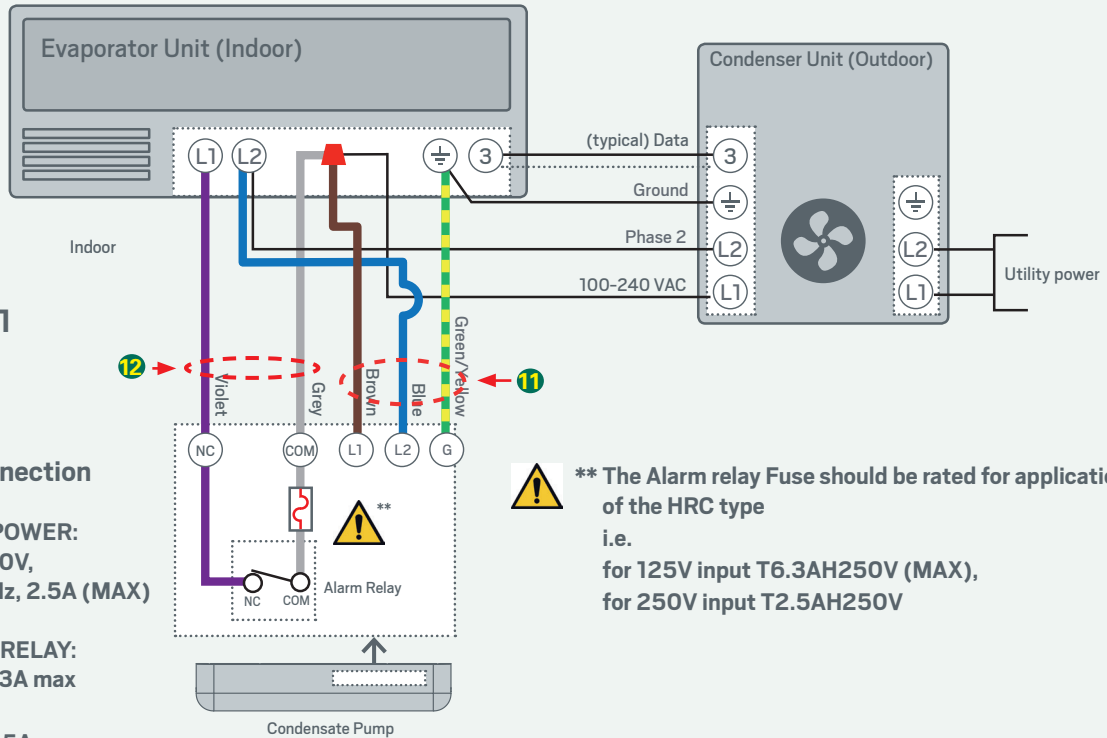 Evaporator Unit (Indoor)
Condenser Unit (Outdoor)
L1
L2
3
(typical) Data
3
Ground
Phase 2
L2
L2
100-240 VAC
L1
L1
Utility power
Indoor
1
12
11
Violet
Grey
Brown
Blue
Green/Yellow
NC
COM
L1
L2
G
nection
POWER:
0V,
Hz, 2.5A (MAX)
RELAY:
3A max
5A
**
NC
COM
Alarm Relay
** The Alarm relay Fuse should be rated for applicatio
of the HRC type
i.e.
for 125V input T6.3AH250V (MAX),
for 250V input T2.5AH250V
Condensate Pump